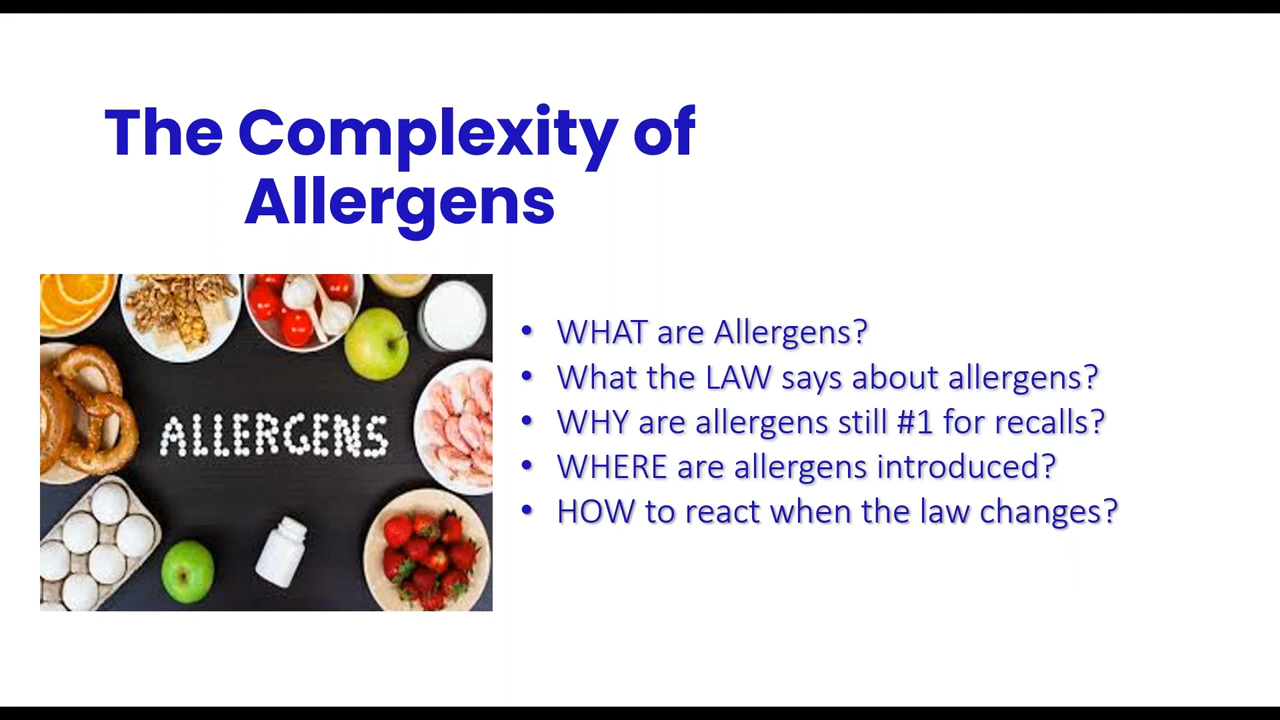 The Complexity of
Allergens
ALLERGENS
• WHAT are Allergens?
• What the LAW says about allergens?
• WHY are allergens still #1 for recalls?
• WHERE are allergens introduced?
• HOW to react when the law changes?